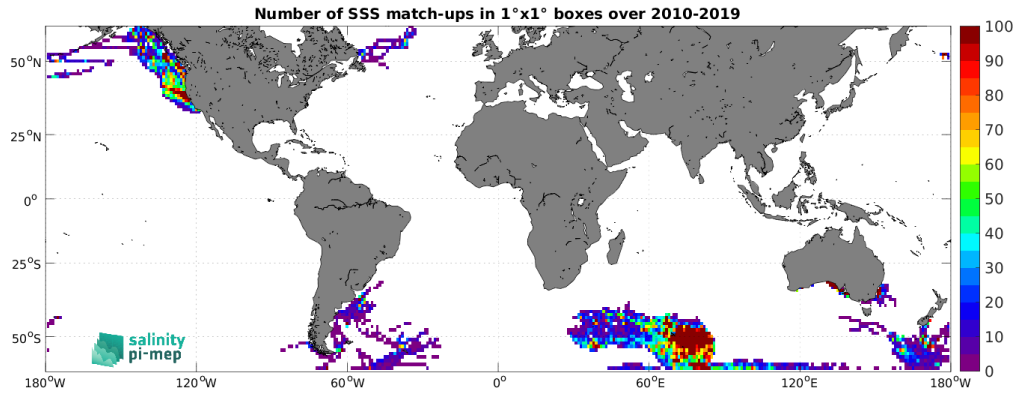 Number of SSS match-ups in 1°x1° boxes over 2010-2019
50°N
25°N
0°
25°S
50°S
180°W
120°W
60°W
0°
60°E
120°E
180°W
100
90
80
70
60
50
40
30
20
10
0
salinity
pi-mep